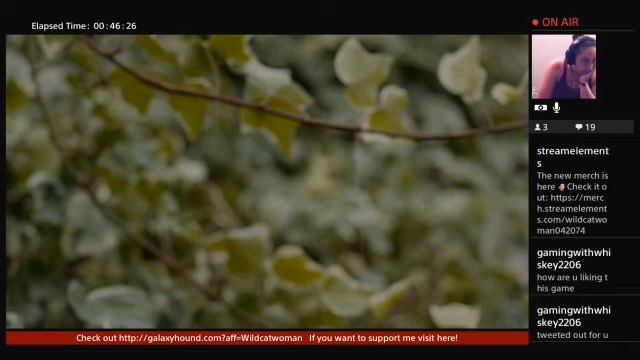 Elapsed Time: 00:46:26
ON AIR
3
19
streamelement
s
The new merch is
here Check it o
ut: https://merc
h.streamelement
s.com/wildcatwo
man042074
gamingwithwhi
skey2206
how are u liking t
his game
gamingwithwhi
skey2206
tweeted out for u
Check out http://galaxyhound.com?aff=Wildcatwoman If you want to support me visit here!